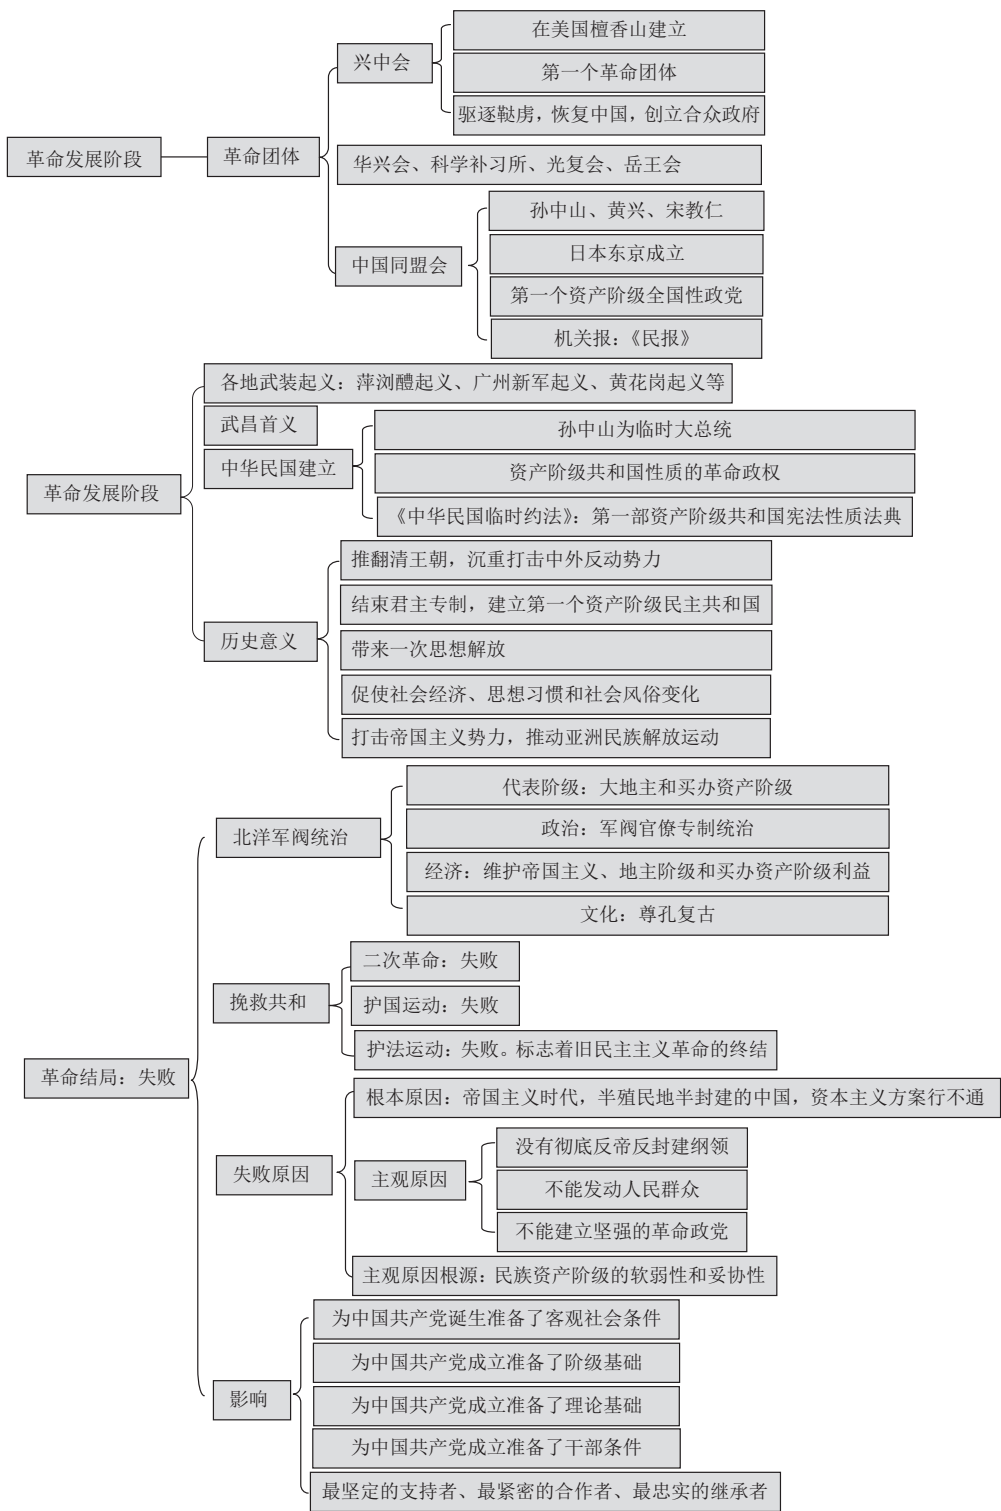 革命发展阶段
革命团体
兴中会
在美国檀香山建立
第一个革命团体
驱逐鞑虏，恢复中国，创立合众政府
华兴会、科学补习所、光复会、岳王会
中国同盟会
孙中山、黄兴、宋教仁
日本东京成立
第一个资产阶级全国性政党
机关报：《民报》
革命发展阶段
各地武装起义：萍浏醴起义、广州新军起义、黄花岗起义等
武昌首义
中华民国建立
孙中山为临时大总统
资产阶级共和国性质的革命政权
《中华民国临时约法》：第一部资产阶级共和国宪法性质法典
历史意义
推翻清王朝，沉重打击中外反动势力
结束君主专制，建立第一个资产阶级民主共和国
带来一次思想解放
促使社会经济、思想习惯和社会风俗变化
打击帝国主义势力，推动亚洲民族解放运动
革命结局：失败
北洋军阀统治
代表阶级：大地主和买办资产阶级
政治：军阀官僚专制统治
经济：维护帝国主义、地主阶级和买办资产阶级利益
文化：尊孔复古
挽救共和
二次革命：失败
护国运动：失败
护法运动：失败。标志着旧民主主义革命的终结
失败原因
根本原因：帝国主义时代，半殖民地半封建的中国，资本主义方案行不通
主观原因
没有彻底反帝反封建纲领
不能发动人民群众
不能建立坚强的革命政党
主观原因根源：民族资产阶级的软弱性和妥协性
影响
为中国共产党诞生准备了客观社会条件
为中国共产党成立准备了阶级基础
为中国共产党成立准备了理论基础
为中国共产党成立准备了干部条件
最坚定的支持者、最紧密的合作者、最忠实的继承者